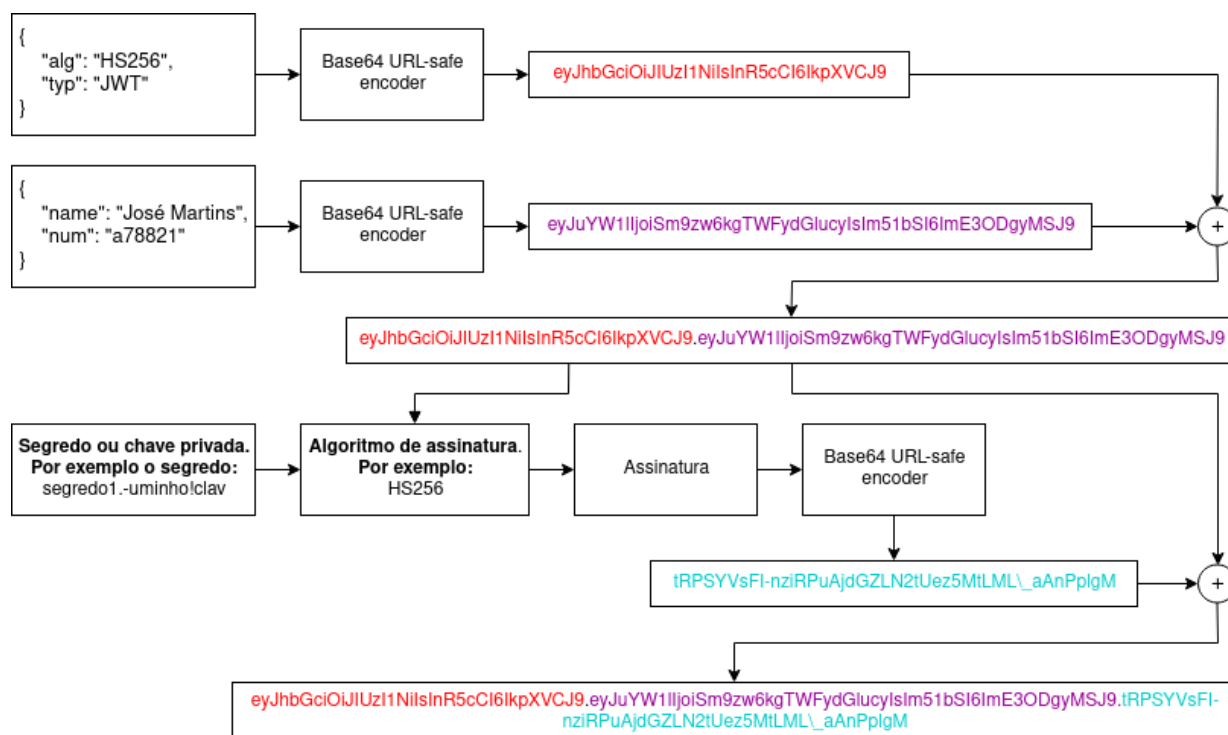 {
"alg": "HS256",
"typ": "JWT"
}
Base64 URL-safe
encoder
eyJhbGciOiJIUzI1NiIsInR5cCI6IkpXVCJ9
{
"name": "José Martins",
"num": "a78821"
}
Base64 URL-safe
encoder
eyJuYW1lIjoiSm9zw6kgTWFydGlucyIsIm51bSI6ImE3ODgyMSJ9
+
eyJhbGciOiJIUzI1NiIsInR5cCI6IkpXVCJ9.eyJuYW1lIjoiSm9zw6kgTWFydGlucyIsIm51bSI6ImE3ODgyMSJ9
Segredo ou chave privada.
Por exemplo o segredo:
segredo1.-uminho!clav
Algoritmo de assinatura.
Por exemplo:
HS256
Assinatura
Base64 URL-safe
encoder
tRPSYVsFI-nziRPuAjdGZLN2tUez5MtLML\_aAnPplgM
+
eyJhbGciOiJIUzI1NiIsInR5cCI6IkpXVCJ9.eyJuYW1lIjoiSm9zw6kgTWFydGlucyIsIm51bSI6ImE3ODgyMSJ9.tRPSYVsFI-
nziRPuAjdGZLN2tUez5MtLML\_aAnPplgM